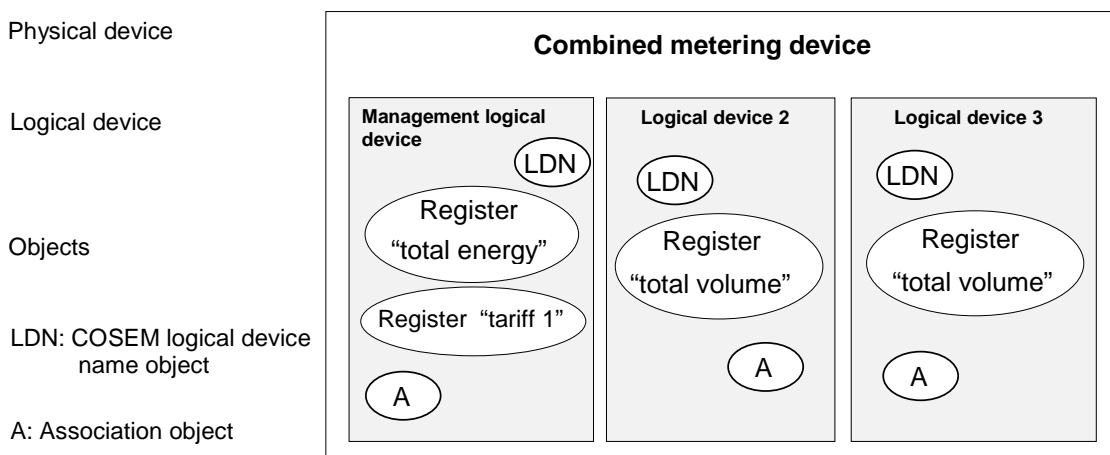 Physical device
Combined metering device
Logical device
Management logical
device
LDN
Register
“total energy”
Register “tariff 1”
A
Logical device 2
LDN
Register
“total volume”
A
Logical device 3
LDN
Register
“total volume”
A
Objects
LDN: COSEM logical device
name object
A: Association object